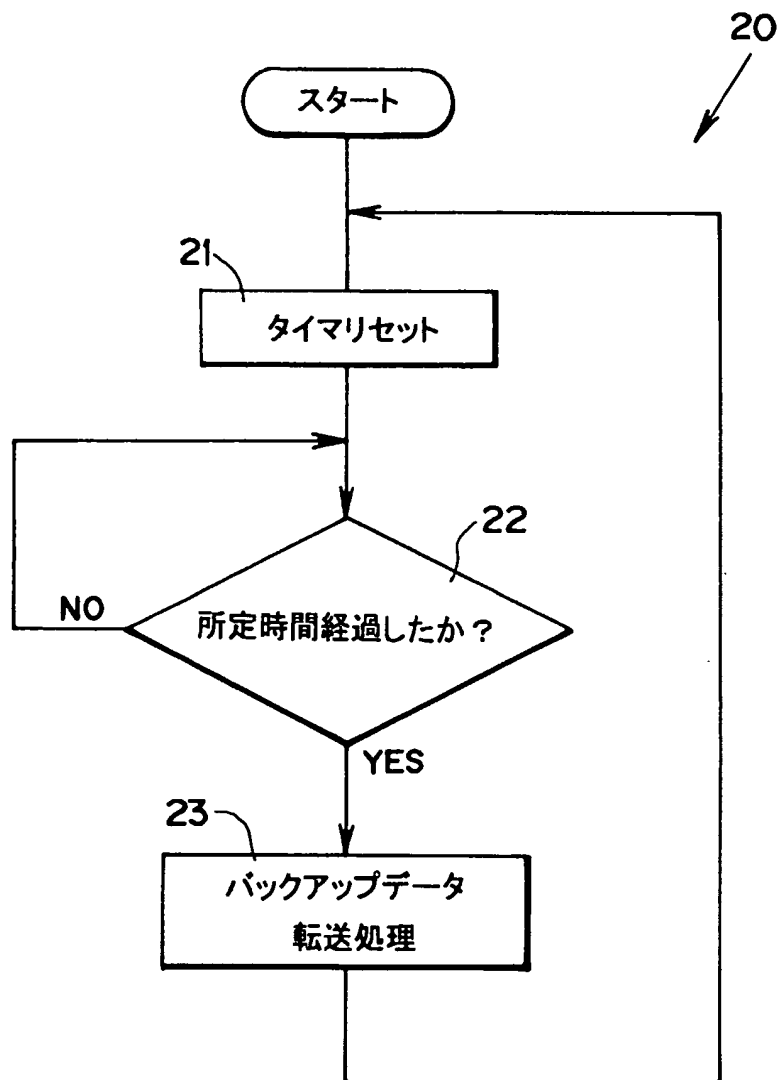 20
スタート
21
タイマリセット
22
NO
所定時間経過したか？
YES
23
バックアップデータ
転送処理